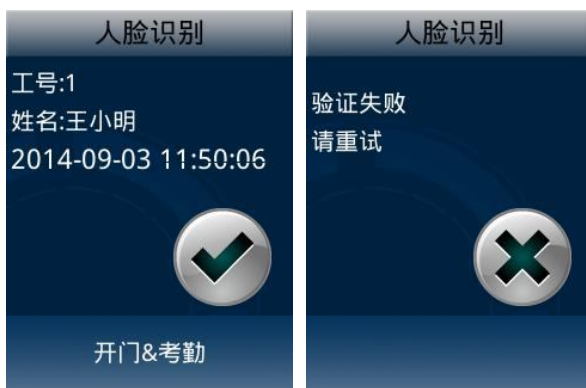 人脸识别
工号:1
姓名:王小明
2014-09-03 11:50:06
开门&考勤
人脸识别
验证失败
请重试